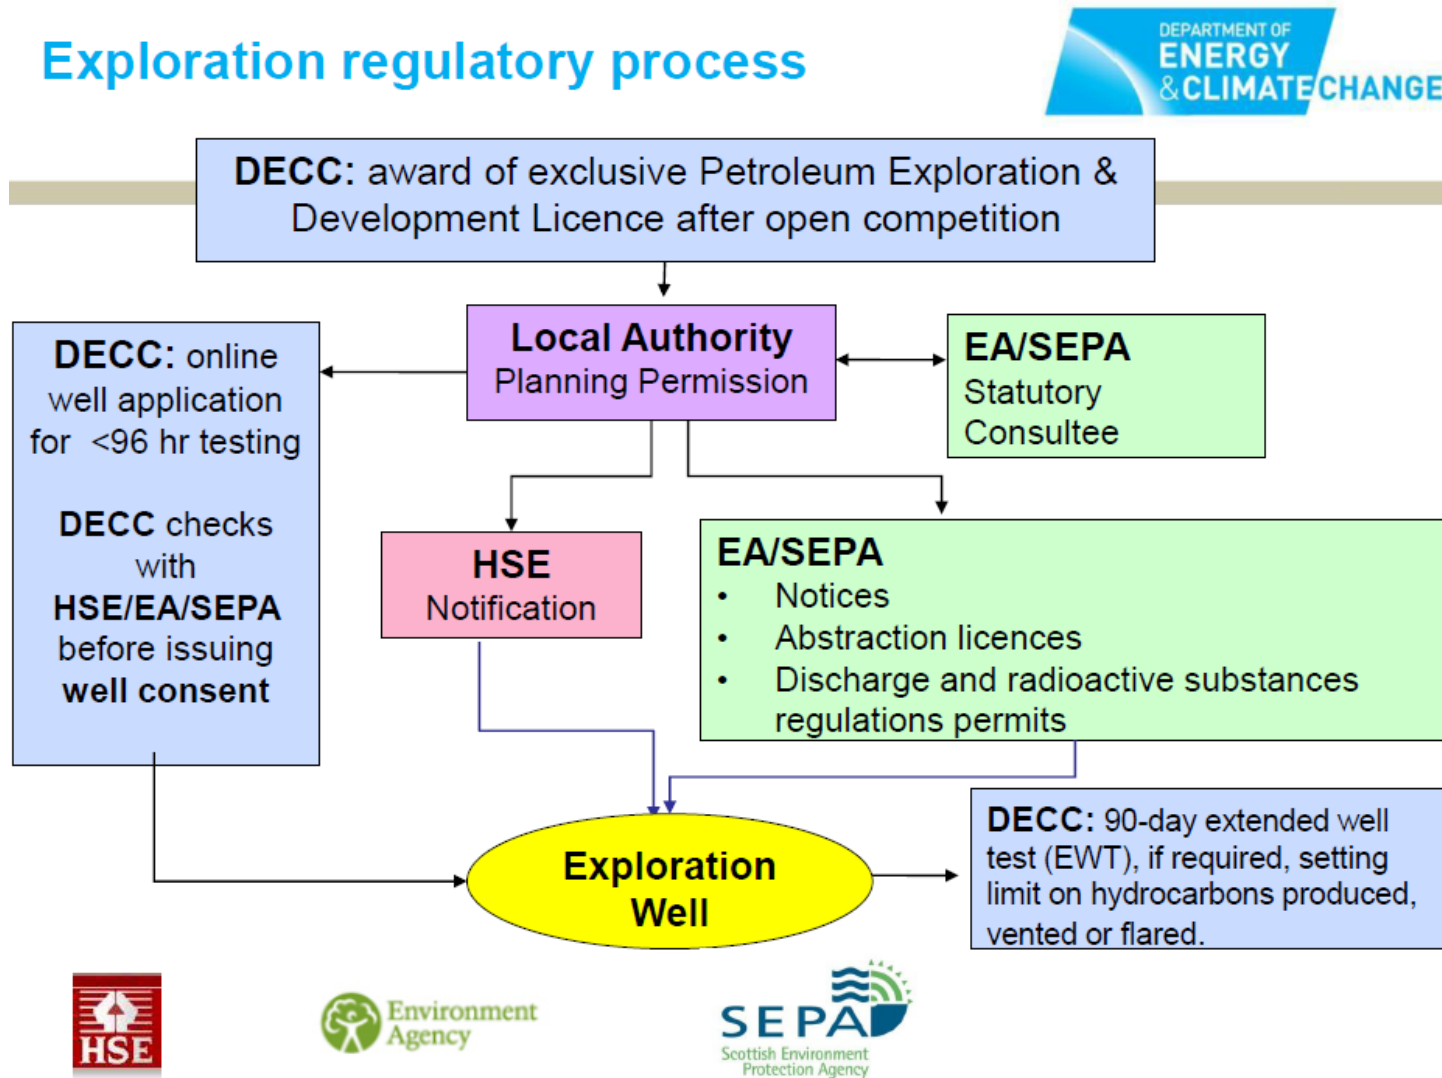 Exploration regulatory process
DEPARTMENT OF
ENERGY
& CLIMATE CHANGE
DECC: award of exclusive Petroleum Exploration &
Development Licence after open competition
DECC: online
well application
for <96 hr testing
DECC checks
with
HSE/EA/SEPA
before issuing
well consent
Local Authority
Planning Permission
EA/SEPA
Statutory
Consultee
HSE
Notification
EA/SEPA
• Notices
• Abstraction licences
• Discharge and radioactive substances
regulations permits
Exploration
Well
DECC: 90-day extended well
test (EWT), if required, setting
limit on hydrocarbons produced,
vented or flared.
HSE
Environment
Agency
SEPA
Scottish Environment
Protection Agency